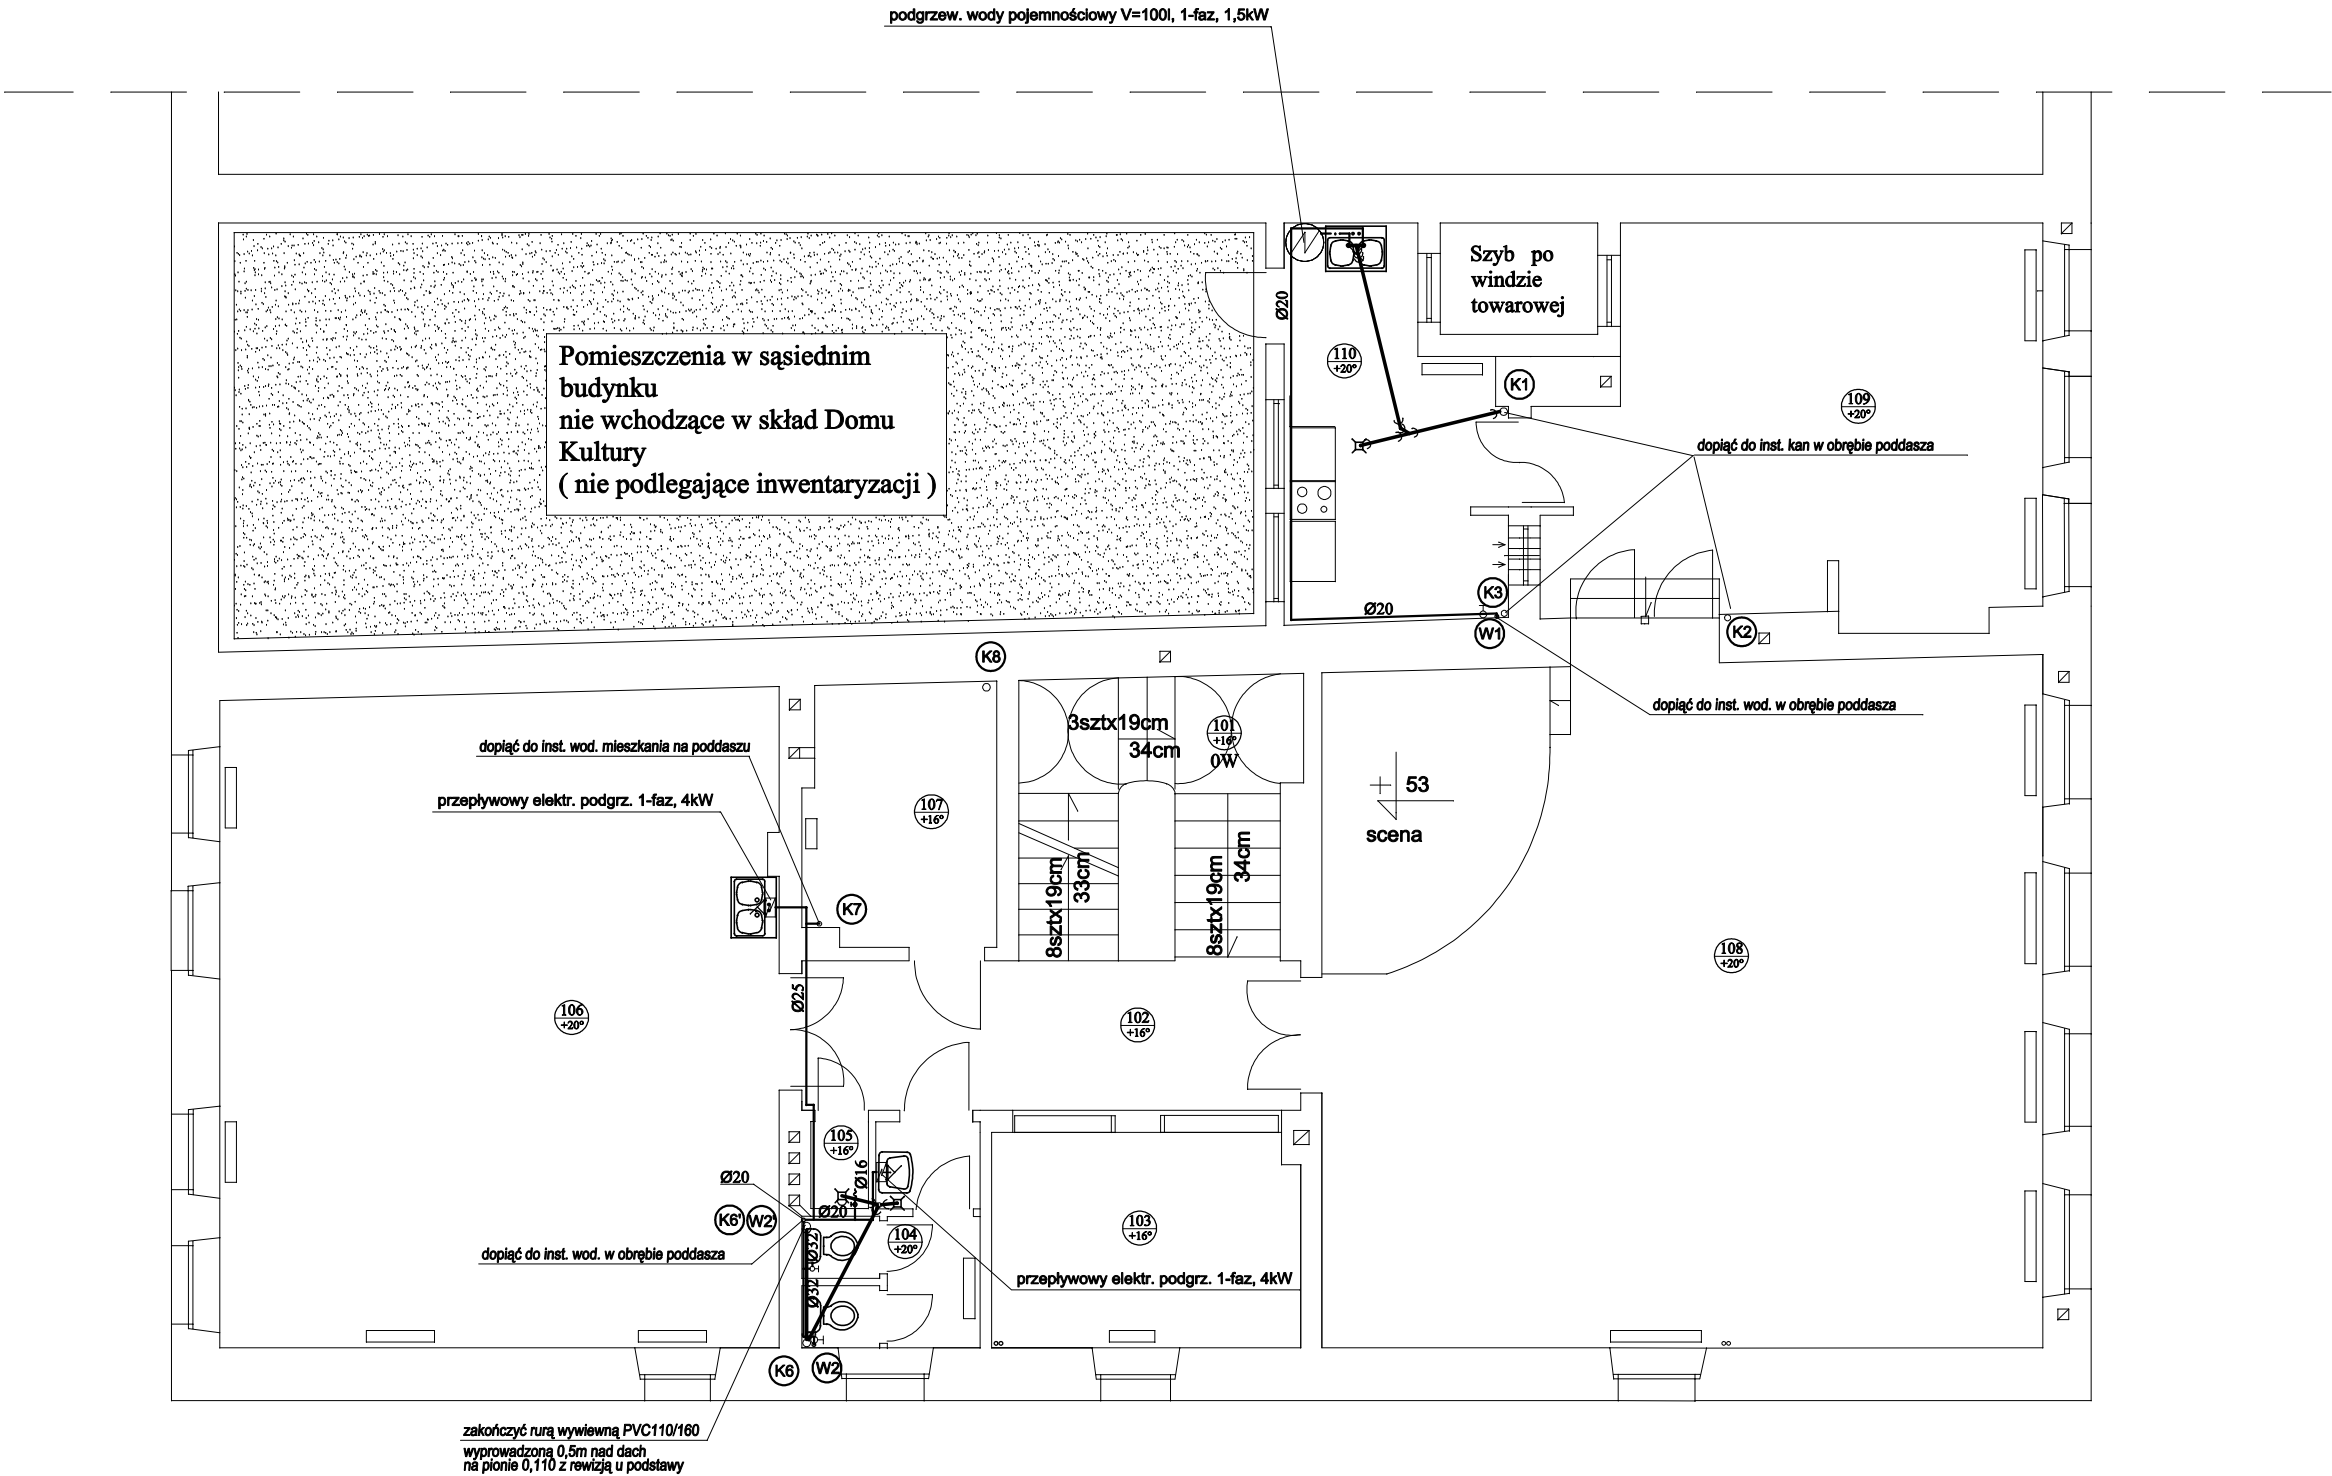 podgrzew. wody pojemnościowy V=100l, 1-faz, 1,5kW
Szyb po
windzie
towarowej
Ø20
Pomieszczenia w sąsiednim
budynku
nie wchodzące w skład Domu
Kultury
( nie podlegające inwentaryzacji )
110
+20°
K1
109
+20°
dopiąć do inst. kan w obrębie poddasza
K3
Ø20
W1
K2
K8
dopiąć do inst. wod. w obrębie poddasza
3sztx19cm
34cm
101
+16°
0W
dopiąć do inst. wod. mieszkania na poddaszu
przepływowy elektr. podgrz. 1-faz, 4kW
107
+16°
53
scena
8sztx19cm
33cm
8sztx19cm
34cm
K7
108
+20°
Ø25
106
+20°
102
+16°
105
+16°
Ø16
Ø20
Ø20
K6'
W2'
104
+20°
103
+16°
Ø32
dopiąć do inst. wod. w obrębie poddasza
Ø32
przepływowy elektr. podgrz. 1-faz, 4kW
K6
W2
zakończyć rurą wywiewną PVC110/160
wyprowadzoną 0,5m nad dach
na pionie 0,110 z rewizją u podstawy